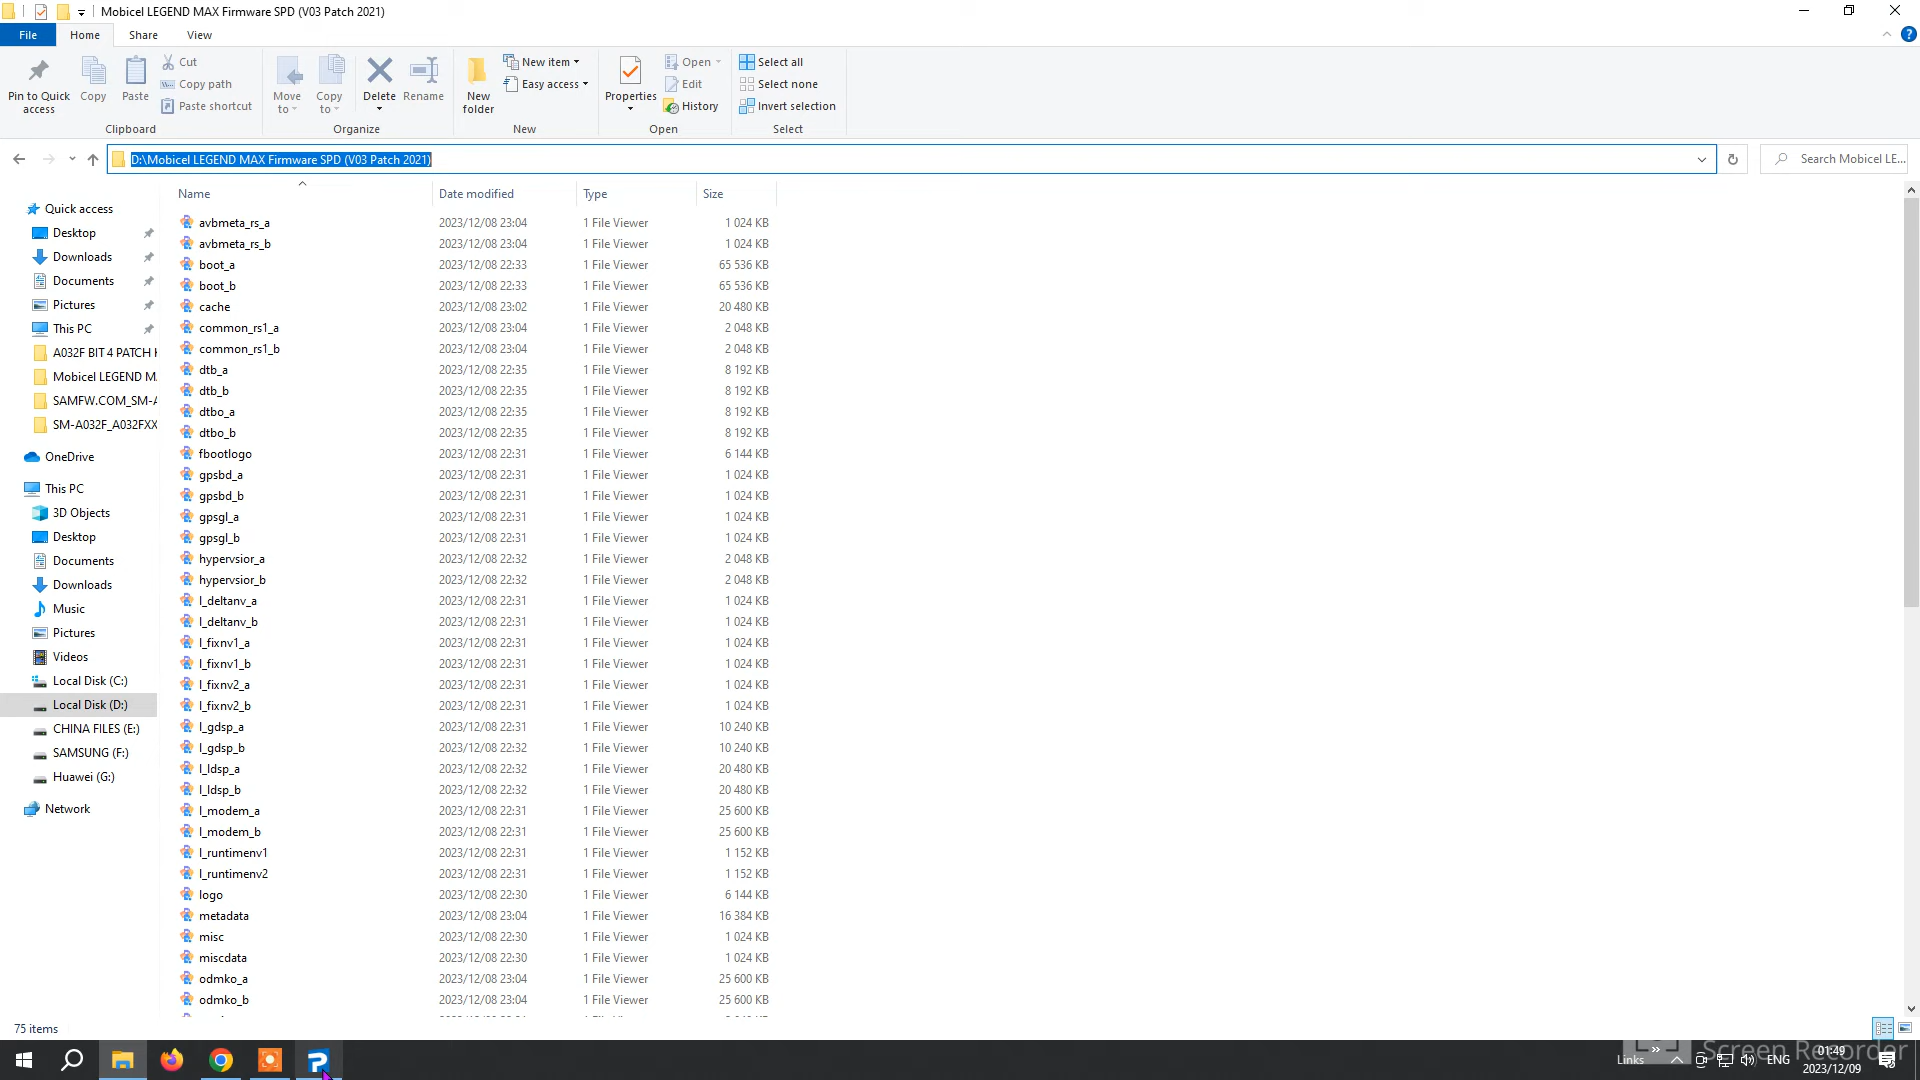 Mobicel LEGEND MAX Firmware SPD (V03 Patch 2021)
File Home Share View
Pin to Quick access
Copy
Paste
Cut
Copy path
Paste shortcut
Clipboard
Move to
Copy to
Delete
Rename
Organize
New folder
New item
Easy access
New
Properties
Open
Edit
History
Open
Select all
Select none
Invert selection
Select
D:\Mobicel LEGEND MAX Firmware SPD (V03 Patch 2021)
Search Mobicel LE...
Quick access
Desktop
Downloads
Documents
Pictures
This PC
A032F BIT 4 PATCH
Mobicel LEGEND M
SAMFW.COM_SM-A
SM-A032F_A032FXX
OneDrive
This PC
3D Objects
Desktop
Documents
Downloads
Music
Pictures
Videos
Local Disk (C:)
Local Disk (D:)
CHINA FILES (E:)
SAMSUNG (F:)
Huawei (G:)
Network
Name Date modified Type Size
avbmeta_rs_a 2023/12/08 23:04 1 File Viewer 1 024 KB
avbmeta_rs_b 2023/12/08 23:04 1 File Viewer 1 024 KB
boot_a 2023/12/08 22:33 1 File Viewer 65 536 KB
boot_b 2023/12/08 22:33 1 File Viewer 65 536 KB
cache 2023/12/08 23:02 1 File Viewer 20 480 KB
common_rs1_a 2023/12/08 23:04 1 File Viewer 2 048 KB
common_rs1_b 2023/12/08 23:04 1 File Viewer 2 048 KB
dtb_a 2023/12/08 22:35 1 File Viewer 8 192 KB
dtb_b 2023/12/08 22:35 1 File Viewer 8 192 KB
dtbo_a 2023/12/08 22:35 1 File Viewer 8 192 KB
dtbo_b 2023/12/08 22:35 1 File Viewer 8 192 KB
fbootlogo 2023/12/08 22:31 1 File Viewer 6 144 KB
gpsbd_a 2023/12/08 22:31 1 File Viewer 1 024 KB
gpsbd_b 2023/12/08 22:31 1 File Viewer 1 024 KB
gpsgl_a 2023/12/08 22:31 1 File Viewer 1 024 KB
gpsgl_b 2023/12/08 22:31 1 File Viewer 1 024 KB
hypervsior_a 2023/12/08 22:32 1 File Viewer 2 048 KB
hypervsior_b 2023/12/08 22:32 1 File Viewer 2 048 KB
l_deltanv_a 2023/12/08 22:31 1 File Viewer 1 024 KB
l_deltanv_b 2023/12/08 22:31 1 File Viewer 1 024 KB
l_fixnv1_a 2023/12/08 22:31 1 File Viewer 1 024 KB
l_fixnv1_b 2023/12/08 22:31 1 File Viewer 1 024 KB
l_fixnv2_a 2023/12/08 22:31 1 File Viewer 1 024 KB
l_fixnv2_b 2023/12/08 22:31 1 File Viewer 1 024 KB
l_gdsp_a 2023/12/08 22:31 1 File Viewer 10 240 KB
l_gdsp_b 2023/12/08 22:32 1 File Viewer 10 240 KB
l_ldsp_a 2023/12/08 22:32 1 File Viewer 20 480 KB
l_ldsp_b 2023/12/08 22:32 1 File Viewer 20 480 KB
l_modem_a 2023/12/08 22:31 1 File Viewer 25 600 KB
l_modem_b 2023/12/08 22:31 1 File Viewer 25 600 KB
l_runtimenv1 2023/12/08 22:31 1 File Viewer 1 152 KB
l_runtimenv2 2023/12/08 22:31 1 File Viewer 1 152 KB
logo 2023/12/08 22:30 1 File Viewer 6 144 KB
metadata 2023/12/08 23:04 1 File Viewer 16 384 KB
misc 2023/12/08 22:30 1 File Viewer 1 024 KB
miscdata 2023/12/08 22:30 1 File Viewer 1 024 KB
odmko_a 2023/12/08 23:04 1 File Viewer 25 600 KB
odmko_b 2023/12/08 23:04 1 File Viewer 25 600 KB
75 items
Links
ENG
01:49
2023/12/09
Screen Recorder